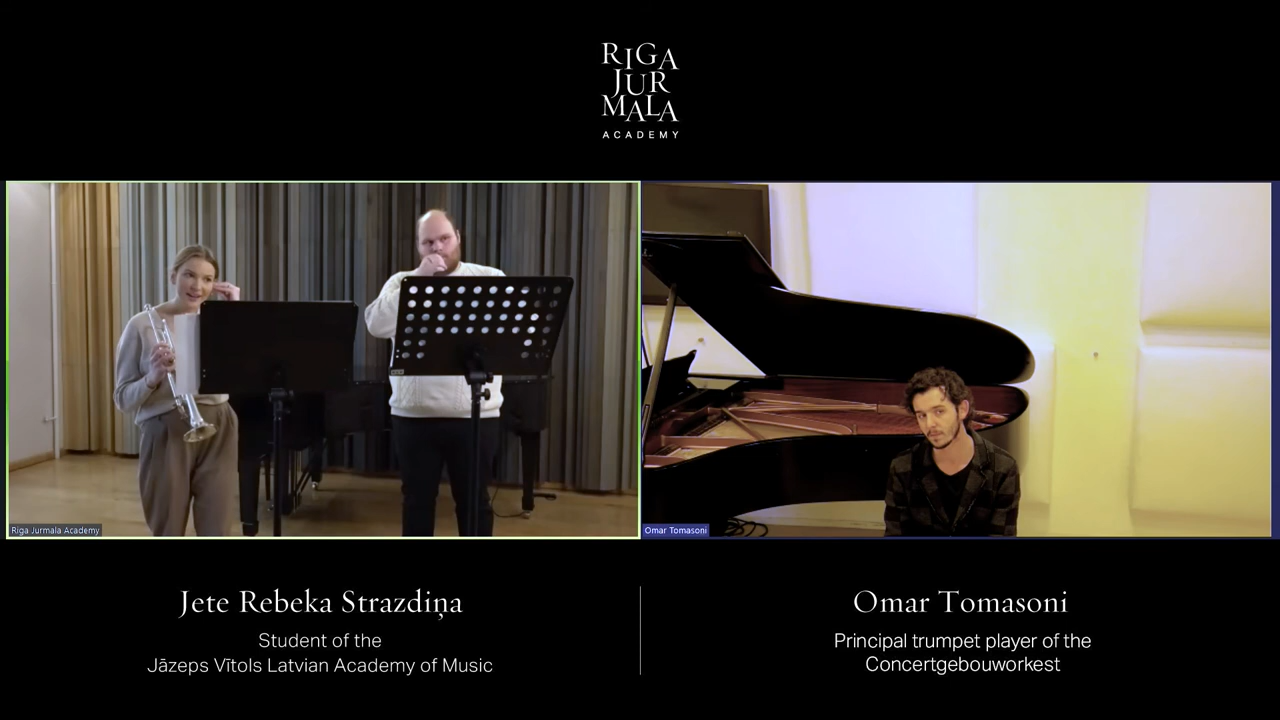 RIGA
JUR
MALA
ACADEMY
Riga Jurmala Academy
Omar Tomasoni
Jete Rebeka Strazdiņa
Student of the
Jāzeps Vītols Latvian Academy of Music
Omar Tomasoni
Principal trumpet player of the
Concertgebouworkest